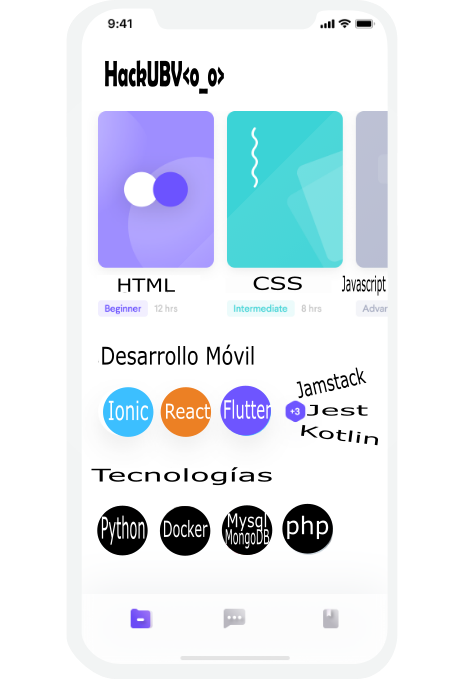 9:41
HackUBV<o_o>
HTML
CSS
Javascript
Beginner
12 hrs
Intermediate
8 hrs
Advar
Desarrollo Móvil
Ionic
React
Flutter
+3
Jamstack
Jest
Kotlin
Tecnologías
Python
Docker
Mysql
MongoDB
php